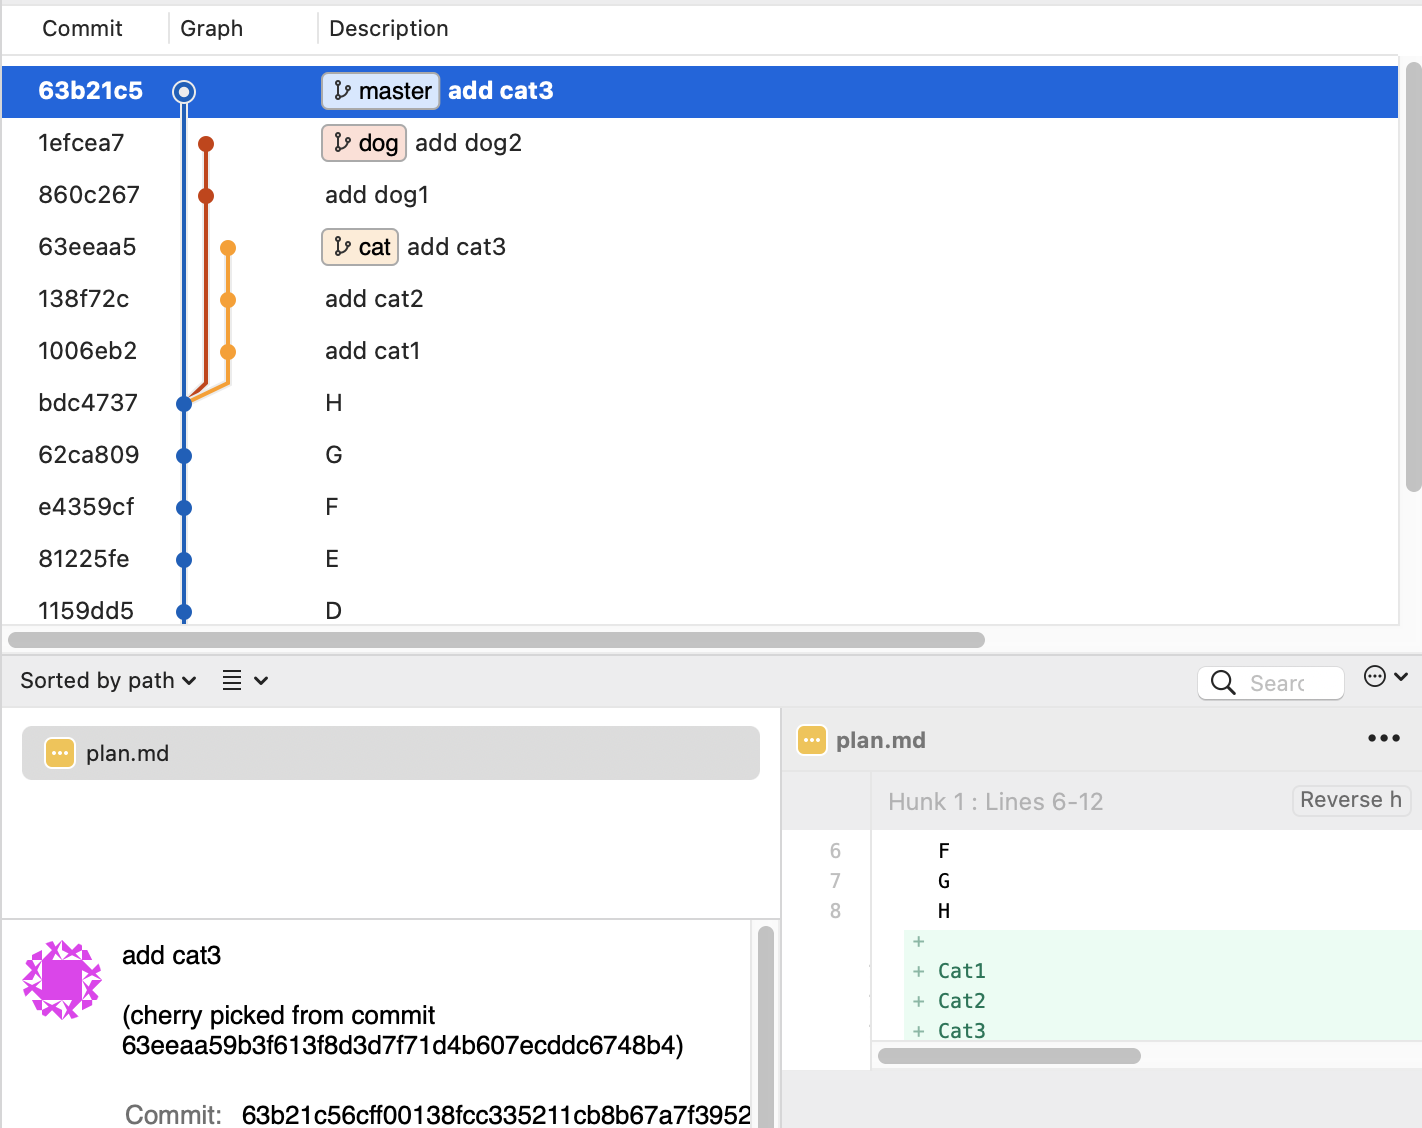 Commit Graph Description
63b21c5 master add cat3
1efcea7 dog add dog2
860c267 add dog1
63eeaa5 cat add cat3
138f72c add cat2
1006eb2 add cat1
bdc4737 H
62ca809 G
e4359cf F
81225fe E
1159dd5 D
Sorted by path
Searc
plan.md
add cat3
(cherry picked from commit
63eeaa59b3f613f8d3d7f71d4b607ecddc6748b4)
Commit: 63b21c56cff00138fcc335211cb8b67a7f3952
plan.md
Hunk 1 : Lines 6-12 Reverse h
6 F
7 G
8 H
+
+ Cat1
+ Cat2
+ Cat3